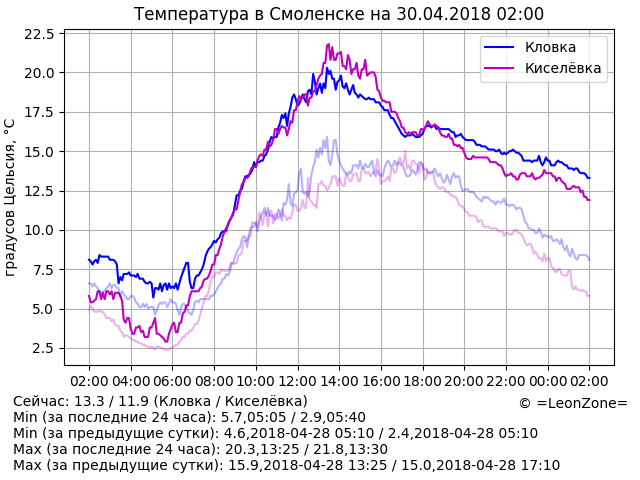 Температура в Смоленске на 30.04.2018 02:00
градусов Цельсия, °C
22.5
20.0
17.5
15.0
12.5
10.0
7.5
5.0
2.5
Кловка
Киселёвка
02:00 04:00 06:00 08:00 10:00 12:00 14:00 16:00 18:00 20:00 22:00 00:00 02:00
Сейчас: 13.3 / 11.9 (Кловка / Киселёвка)
© =LeonZone=
Min (за последние 24 часа): 5.7,05:05 / 2.9,05:40
Min (за предыдущие сутки): 4.6,2018-04-28 05:10 / 2.4,2018-04-28 05:10
Max (за последние 24 часа): 20.3,13:25 / 21.8,13:30
Max (за предыдущие сутки): 15.9,2018-04-28 13:25 / 15.0,2018-04-28 17:10